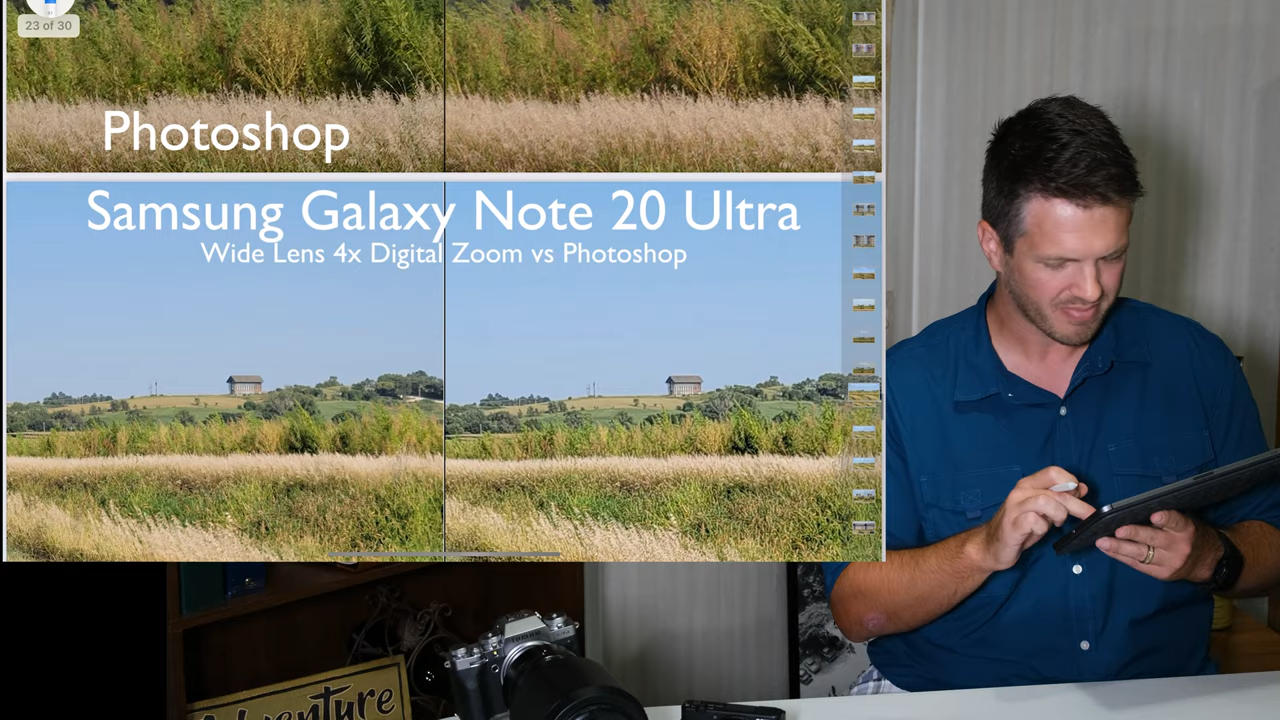 23 of 30
Photoshop
Samsung Galaxy Note 20 Ultra
Wide Lens 4x Digital Zoom vs Photoshop
Adventure